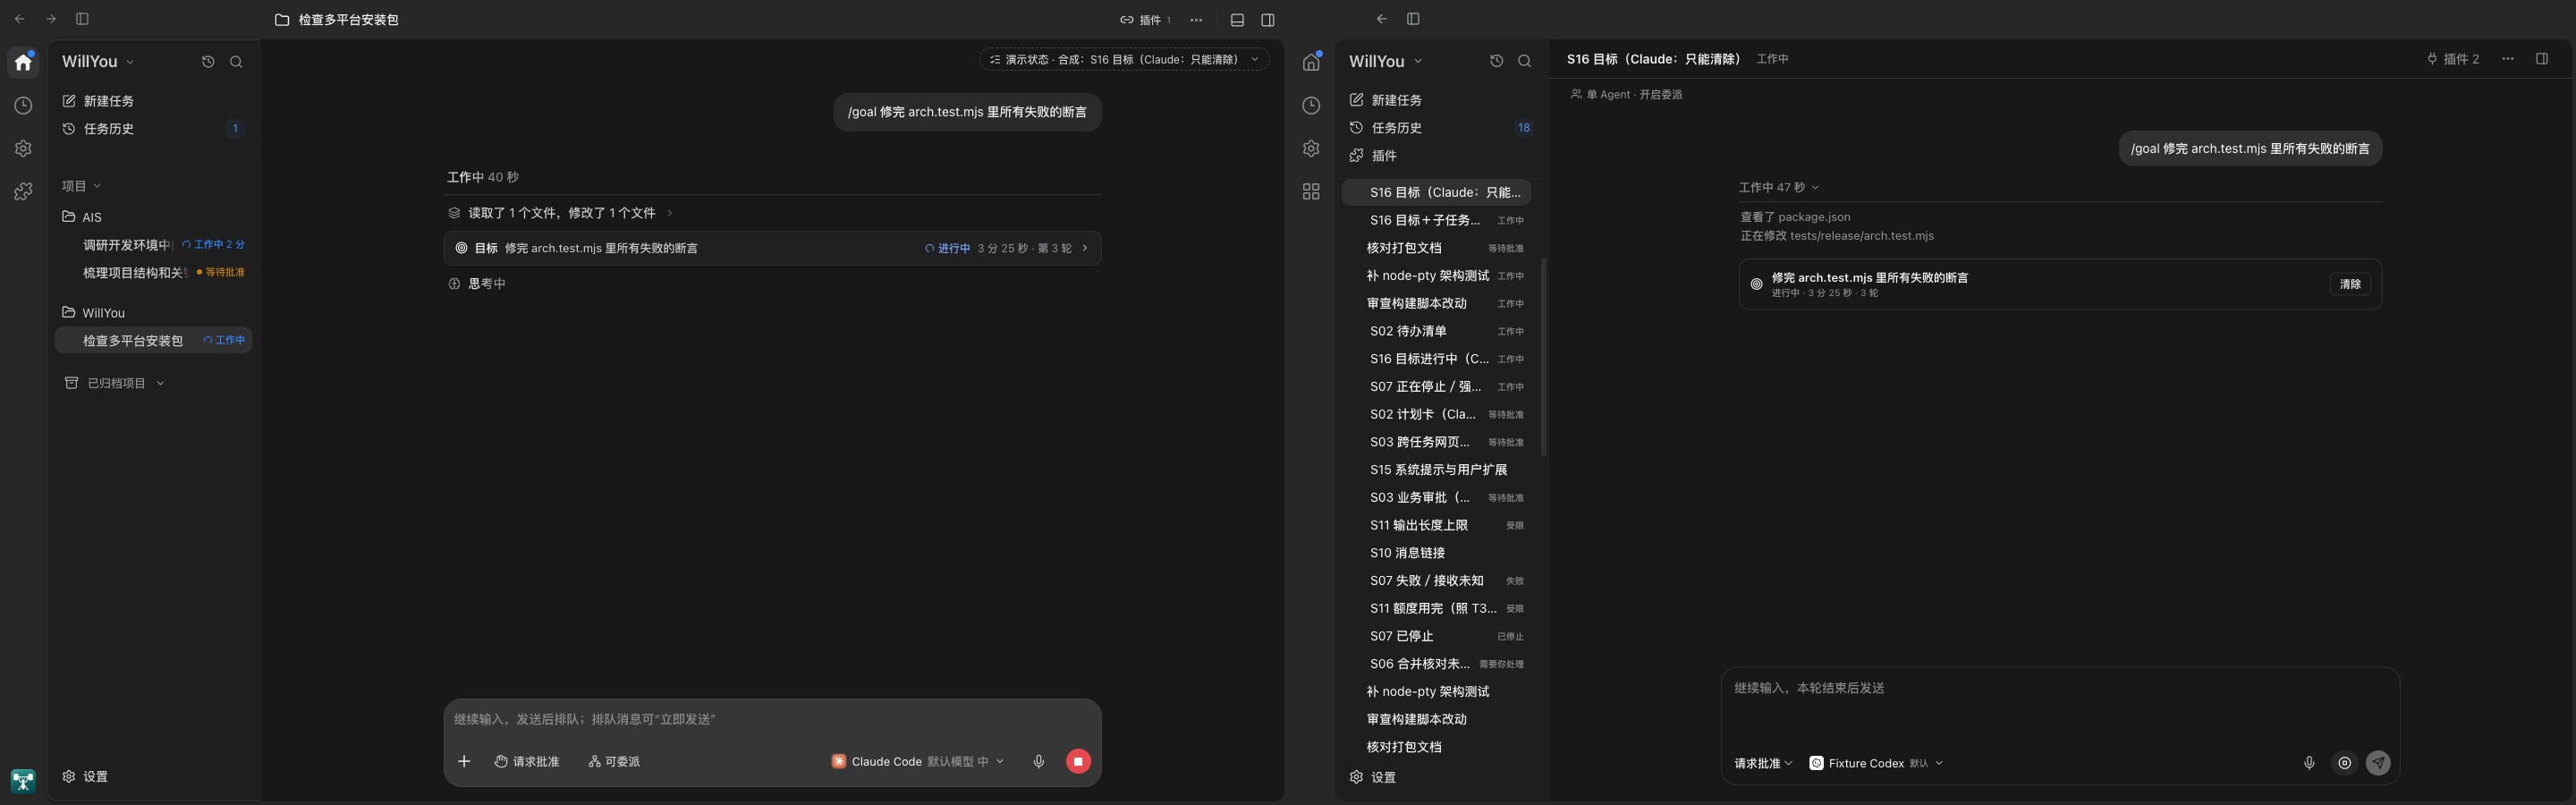 检查多平台安装包
插件 1
WillYou
新建任务
任务历史 1
项目
AIS
调研开发环境中 工作中 2 分
梳理项目结构和关 等待批准
WillYou
检查多平台安装包 工作中
已归档项目
设置
演示状态 · 合成：S16 目标（Claude：只能清除）
/goal 修完 arch.test.mjs 里所有失败的断言
工作中 40 秒
读取了 1 个文件，修改了 1 个文件
目标 修完 arch.test.mjs 里所有失败的断言 进行中 3 分 25 秒 · 第 3 轮
思考中
继续输入，发送后排队；排队消息可“立即发送”
请求批准 可委派 Claude Code 默认模型 中
WillYou
新建任务
任务历史 18
插件
S16 目标（Claude：只能...
S16 目标＋子任务... 工作中
核对打包文档 等待批准
补 node-pty 架构测试 工作中
审查构建脚本改动 工作中
S02 待办清单 工作中
S16 目标进行中（C... 工作中
S07 正在停止 / 强... 工作中
S02 计划卡（Cla... 等待批准
S03 跨任务网页... 等待批准
S15 系统提示与用户扩展
S03 业务审批（... 等待批准
S11 输出长度上限 受限
S10 消息链接
S07 失败 / 接收未知 失败
S11 额度用完（照 T3... 受限
S07 已停止 已停止
S06 合并核对未... 需要你处理
补 node-pty 架构测试
审查构建脚本改动
核对打包文档
设置
S16 目标（Claude：只能清除） 工作中
插件 2
单 Agent · 开启委派
/goal 修完 arch.test.mjs 里所有失败的断言
工作中 47 秒
查看了 package.json
正在修改 tests/release/arch.test.mjs
修完 arch.test.mjs 里所有失败的断言
进行中 · 3 分 25 秒 · 3 轮
清除
继续输入，本轮结束后发送
请求批准 Fixture Codex 默认